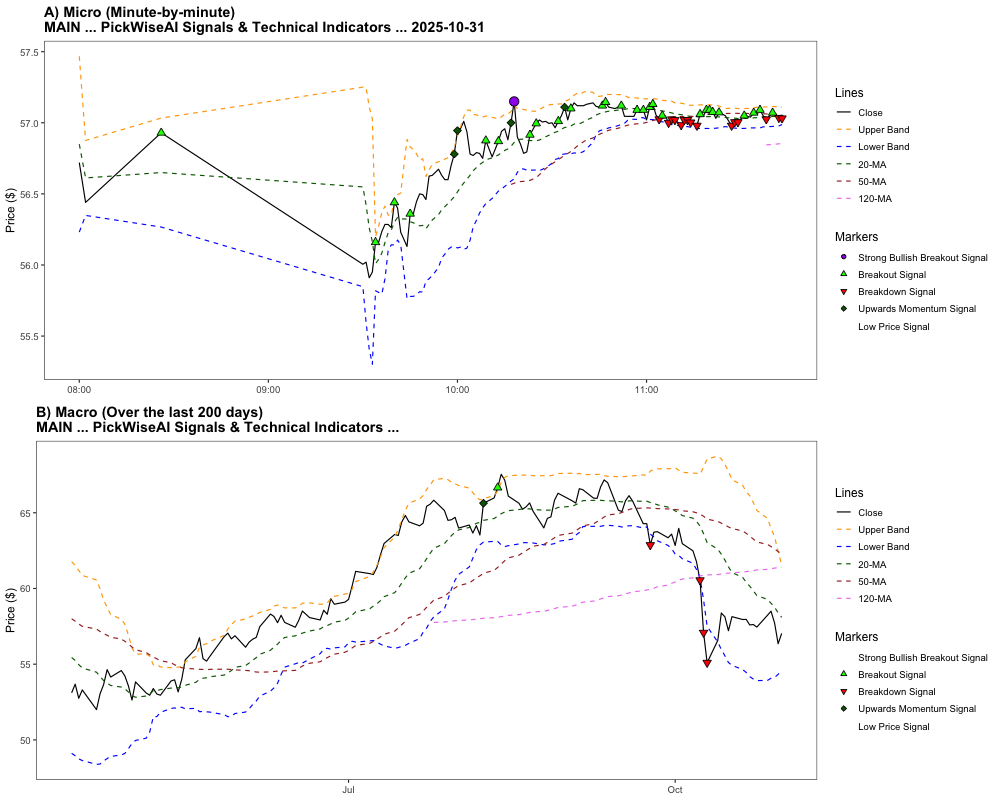 A) Micro (Minute-by-minute)
MAIN ... PickWiseAI Signals & Technical Indicators ... 2025-10-31
57.5
57.0
56.5
56.0
55.5
Price ($)
08:00
09:00
10:00
11:00
Lines
Close
Upper Band
Lower Band
20-MA
50-MA
120-MA
Markers
Strong Bullish Breakout Signal
Breakout Signal
Breakdown Signal
Upwards Momentum Signal
Low Price Signal
B) Macro (Over the last 200 days)
MAIN ... PickWiseAI Signals & Technical Indicators ...
65
60
55
50
Price ($)
Jul
Oct
Lines
Close
Upper Band
Lower Band
20-MA
50-MA
120-MA
Markers
Strong Bullish Breakout Signal
Breakout Signal
Breakdown Signal
Upwards Momentum Signal
Low Price Signal